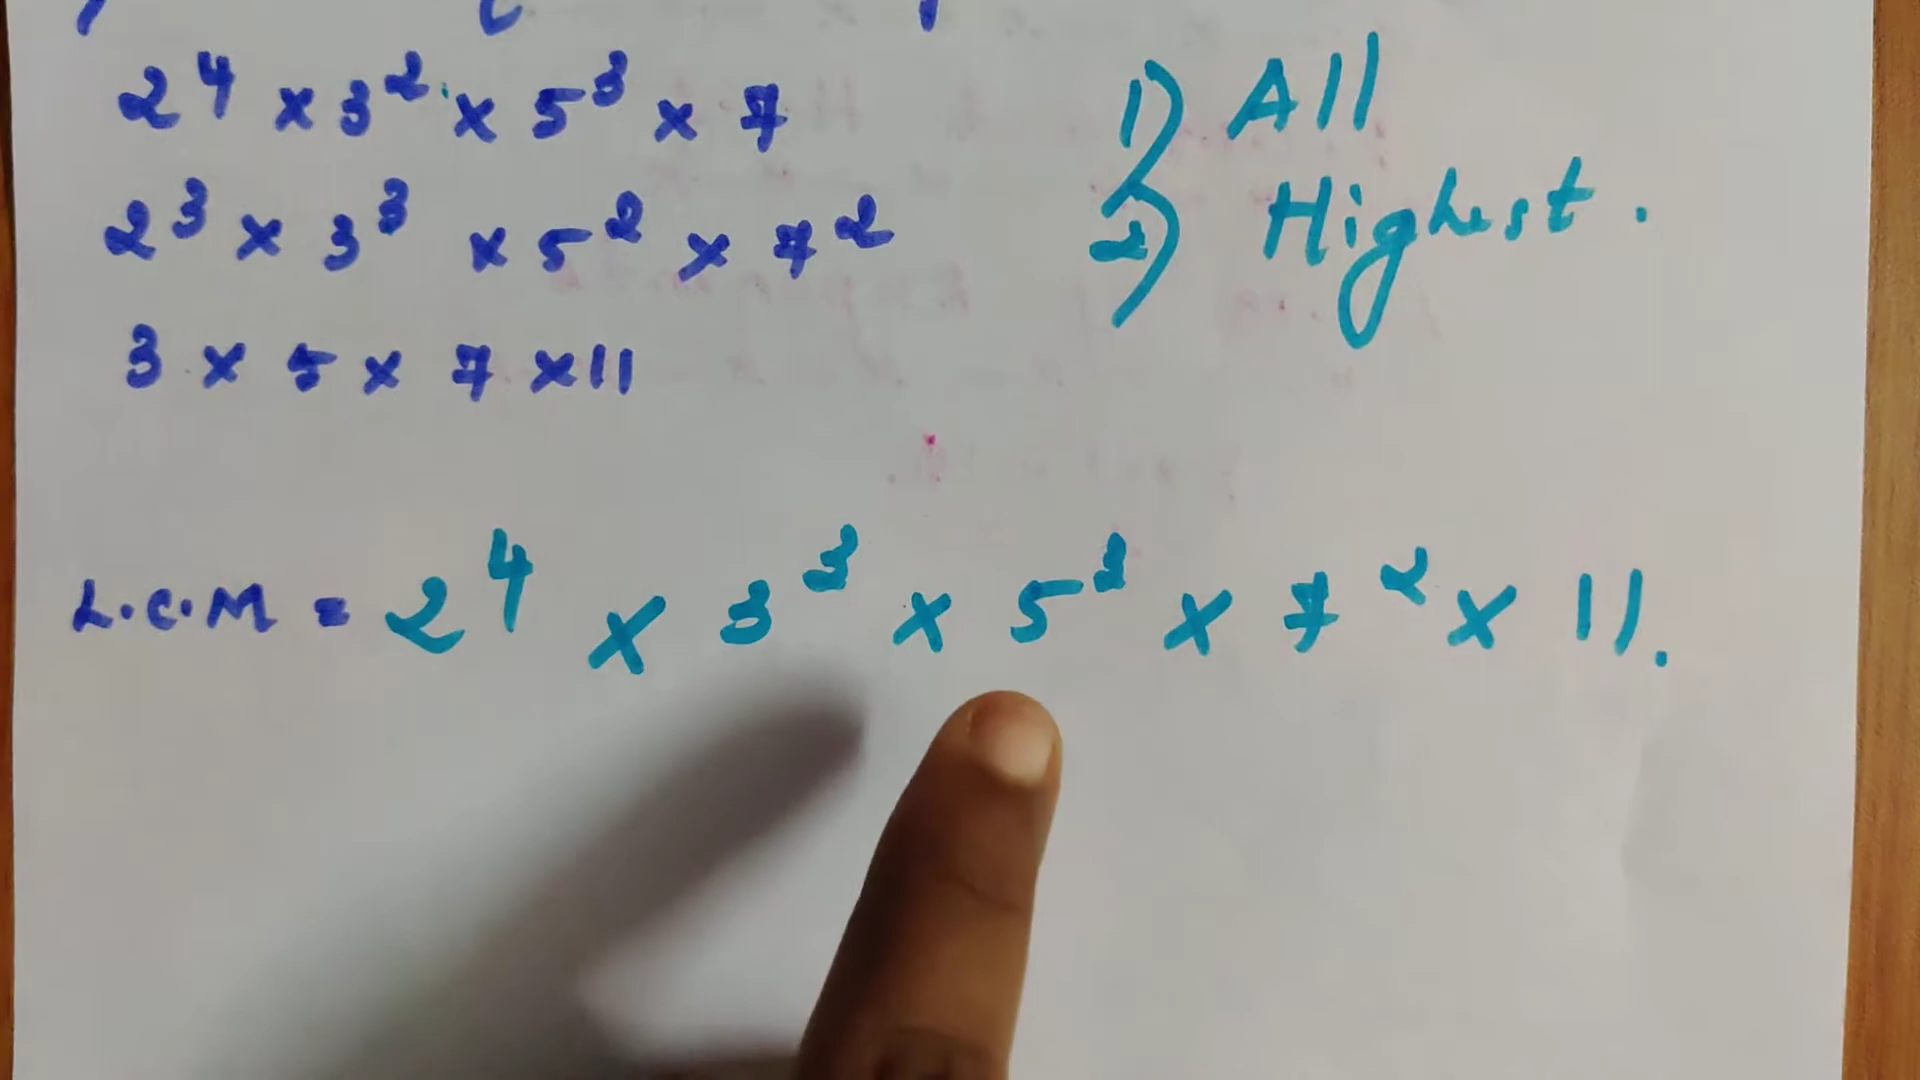 2⁴ × 3² × 5³ × 7
2³ × 3³ × 5² × 7²
3 × 5 × 7 × 11
1) All
2) Highest.
L.C.M = 2⁴ × 3³ × 5³ × 7² × 11.